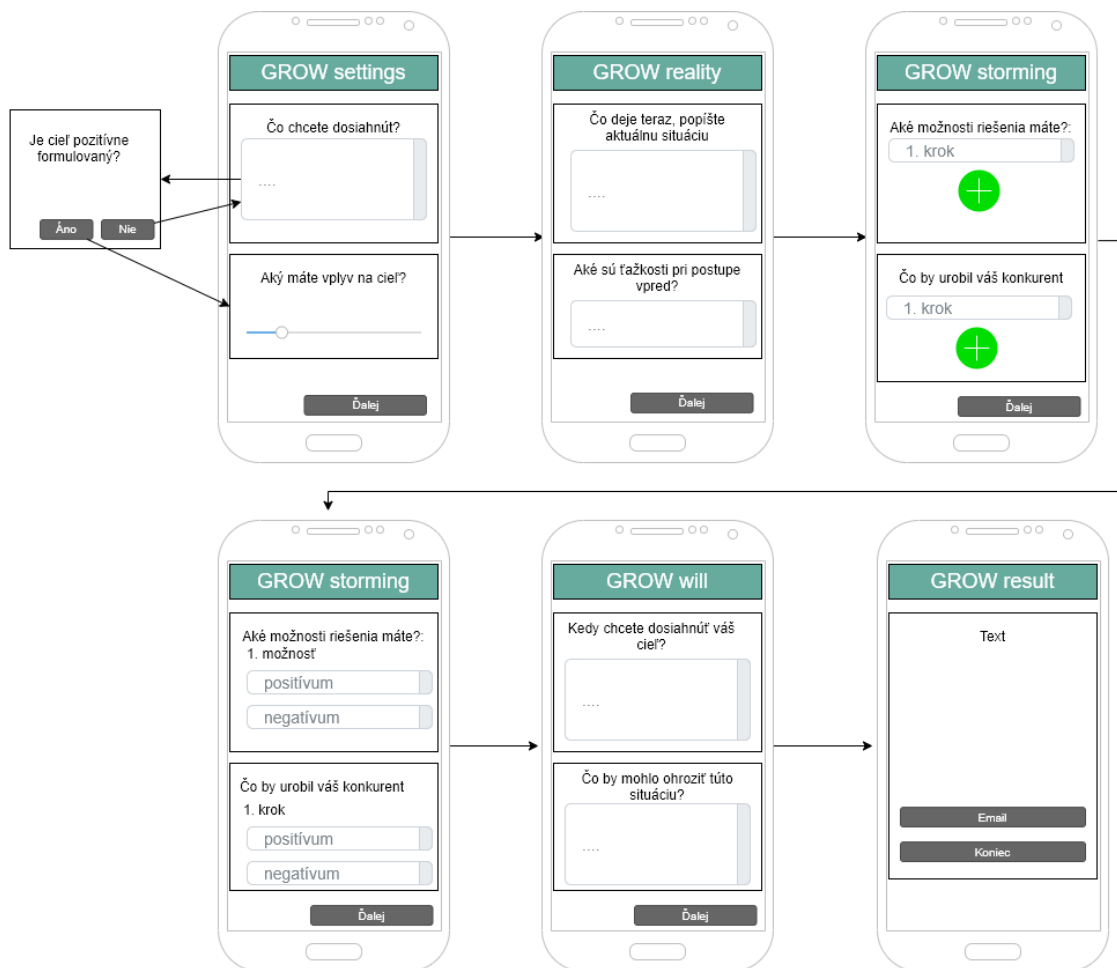 GROW settings
Čo chcete dosiahnút?
....
Aký máte vplyv na cieľ?
Ďalej
Je cieľ pozitívne
formulovaný?
Áno
Nie
GROW reality
Čo deje teraz, popíšte
aktuálnu situáciu
....
Aké sú ťažkosti pri postupe
vpred?
....
Ďalej
GROW storming
Aké možnosti riešenia máte?:
1. krok
Čo by urobil váš konkurent
1. krok
Ďalej
GROW storming
Aké možnosti riešenia máte?:
1. možnosť
positívum
negatívum
Čo by urobil váš konkurent
1. krok
positívum
negatívum
Ďalej
GROW will
Kedy chcete dosiahnúť váš
cieľ?
....
Čo by mohlo ohroziť túto
situáciu?
....
Ďalej
GROW result
Text
Email
Koniec